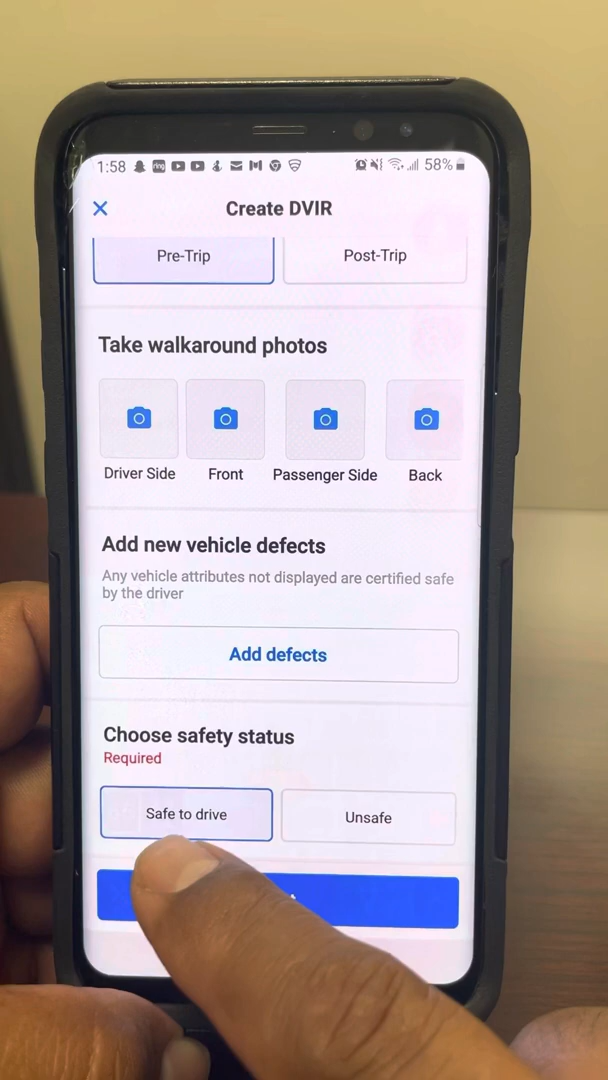 1:58 ring 58%
Create DVIR
Pre-Trip Post-Trip
Take walkaround photos
Driver Side Front Passenger Side Back
Add new vehicle defects
Any vehicle attributes not displayed are certified safe
by the driver
Add defects
Choose safety status
Required
Safe to drive Unsafe